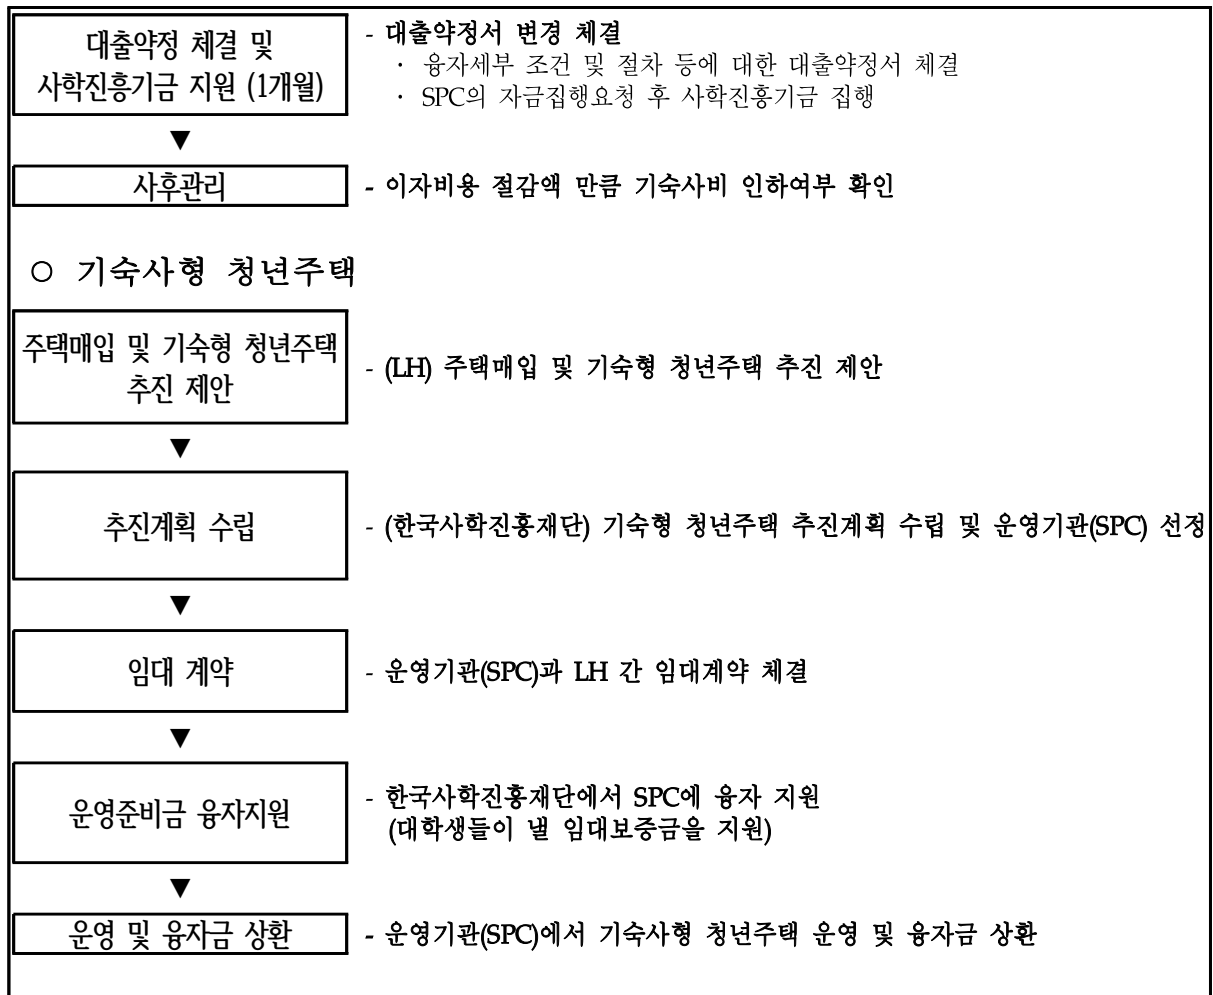 대출약정 체결 및
사학진흥기금 지원 (1개월)
- 대출약정서 변경 체결
· 융자세부 조건 및 절차 등에 대한 대출약정서 체결
· SPC의 자금집행요청 후 사학진흥기금 집행
▼
사후관리
- 이자비용 절감액 만큼 기숙사비 인하여부 확인
○ 기숙사형 청년주택
주택매입 및 기숙형 청년주택
추진 제안
- (LH) 주택매입 및 기숙형 청년주택 추진 제안
▼
추진계획 수립
- (한국사학진흥재단) 기숙형 청년주택 추진계획 수립 및 운영기관(SPC) 선정
▼
임대 계약
- 운영기관(SPC)과 LH 간 임대계약 체결
▼
운영준비금 융자지원
- 한국사학진흥재단에서 SPC에 융자 지원
(대학생들이 낼 임대보증금을 지원)
▼
운영 및 융자금 상환
- 운영기관(SPC)에서 기숙사형 청년주택 운영 및 융자금 상환